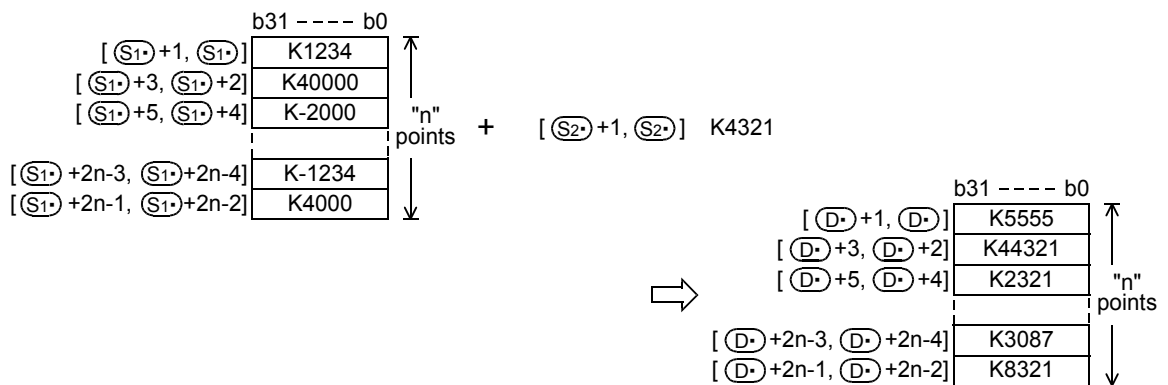 b31 ---- b0
[ S1• +1, S1• ] K1234
[ S1• +3, S1• +2] K40000
[ S1• +5, S1• +4] K-2000
"n" points
+ [ S2• +1, S2• ] K4321
[ S1• +2n-3, S1• +2n-4] K-1234
[ S1• +2n-1, S1• +2n-2] K4000
b31 ---- b0
[ D• +1, D• ] K5555
[ D• +3, D• +2] K44321
[ D• +5, D• +4] K2321
"n" points
[ D• +2n-3, D• +2n-4] K3087
[ D• +2n-1, D• +2n-2] K8321